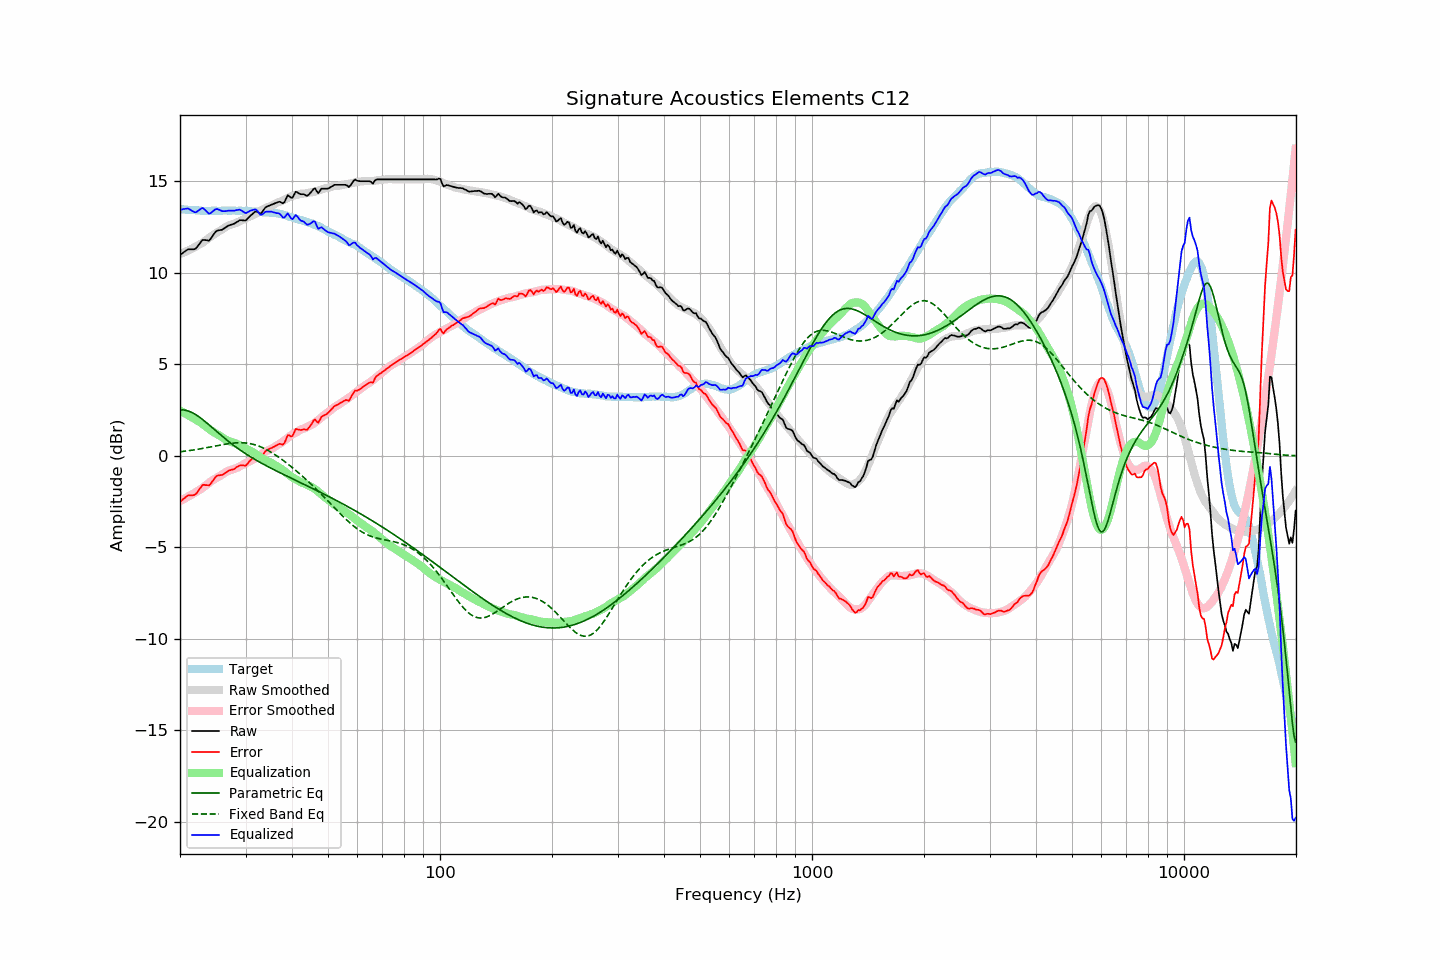 Signature Acoustics Elements C12
Amplitude (dBr)
15
10
5
0
−5
−10
−15
−20
Target
Raw Smoothed
Error Smoothed
Raw
Error
Equalization
Parametric Eq
Fixed Band Eq
Equalized
100
1000
10000
Frequency (Hz)